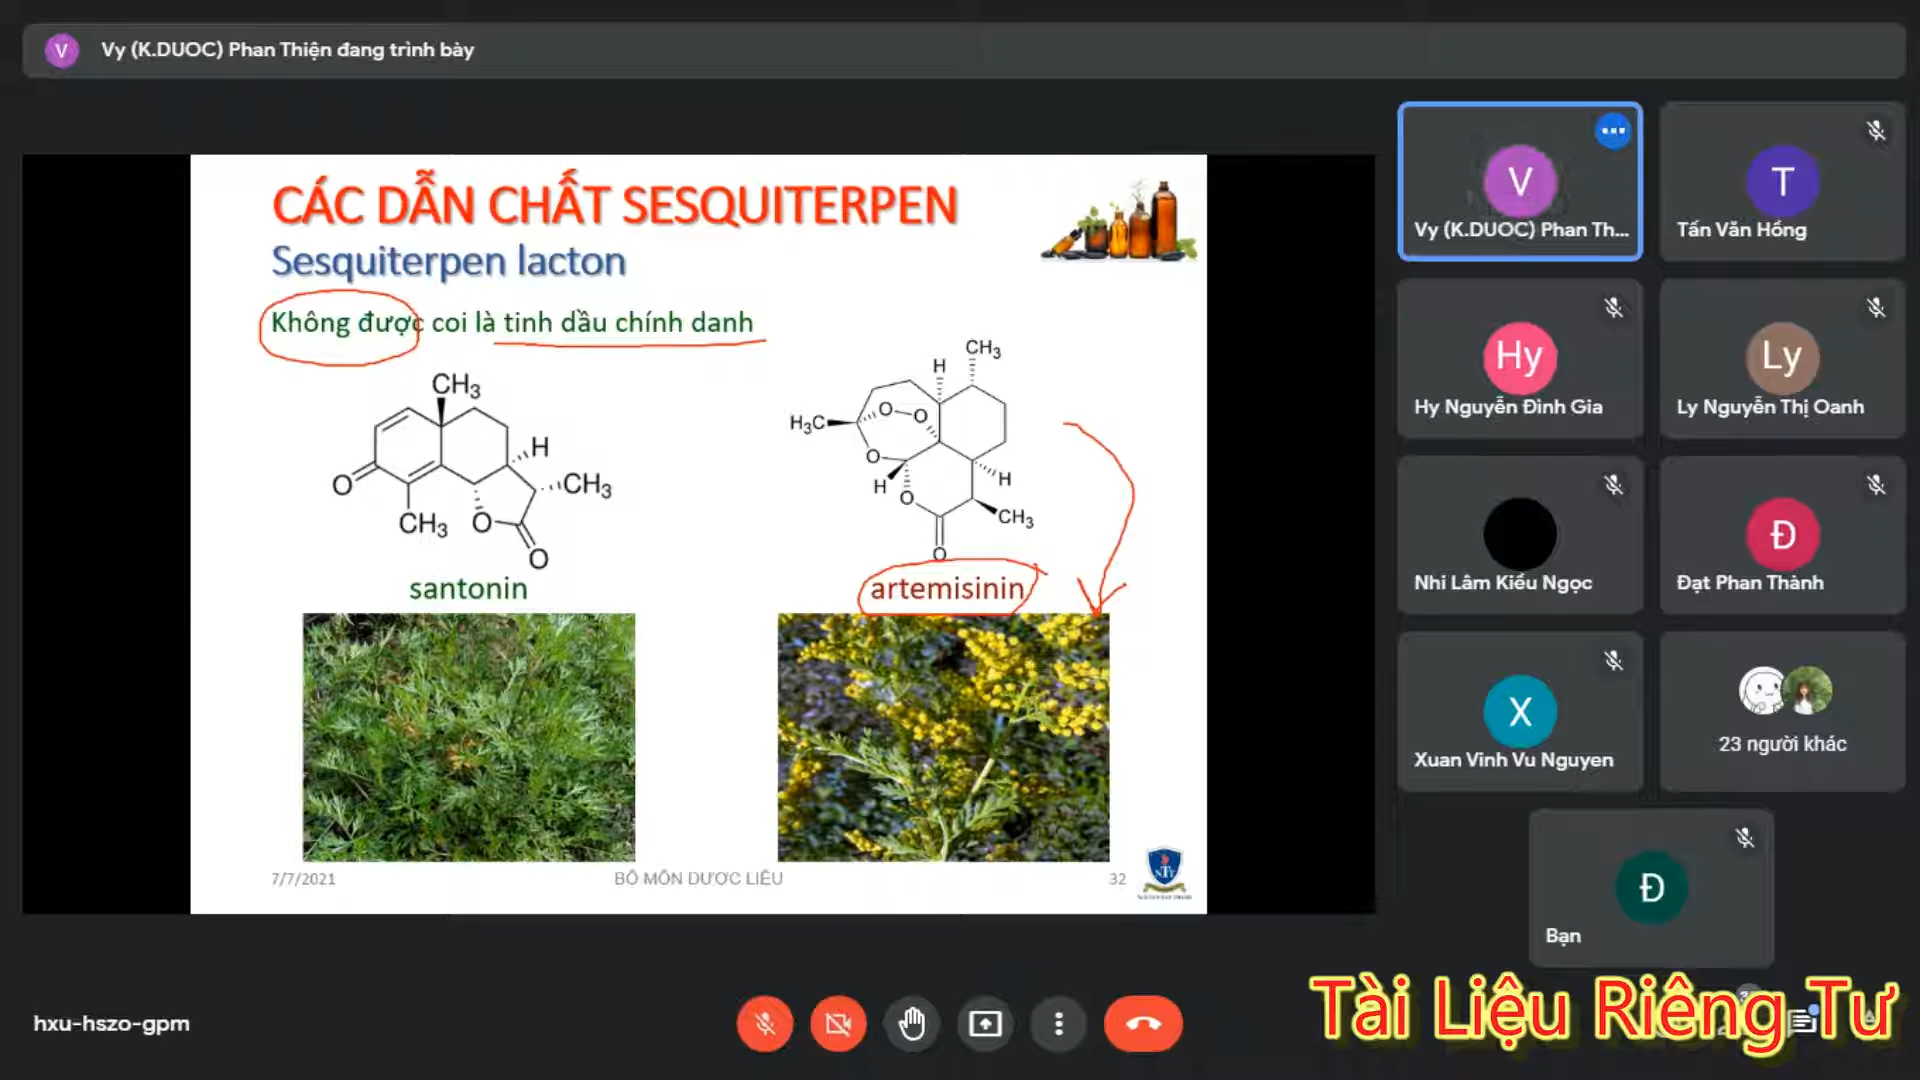 V
Vy (K.DUOC) Phan Thiện đang trình bày
CÁC DẪN CHẤT SESQUITERPEN
Sesquiterpen lacton
Không được coi là tinh dầu chính danh
CH3
H
CH3
O
CH3
O
O
santonin
CH3
H
H3C
O
O
O
H
O
H
CH3
O
artemisinin
7/7/2021
BỘ MÔN DƯỢC LIỆU
32
NTT
V
Vy (K.DUOC) Phan Th...
T
Tấn Văn Hồng
Hy
Hy Nguyễn Đình Gia
Ly
Ly Nguyễn Thị Oanh
Nhi Lâm Kiều Ngọc
Đ
Đạt Phan Thành
X
Xuan Vinh Vu Nguyen
23 người khác
Đ
Bạn
hxu-hszo-gpm
Tài Liệu Riêng Tư